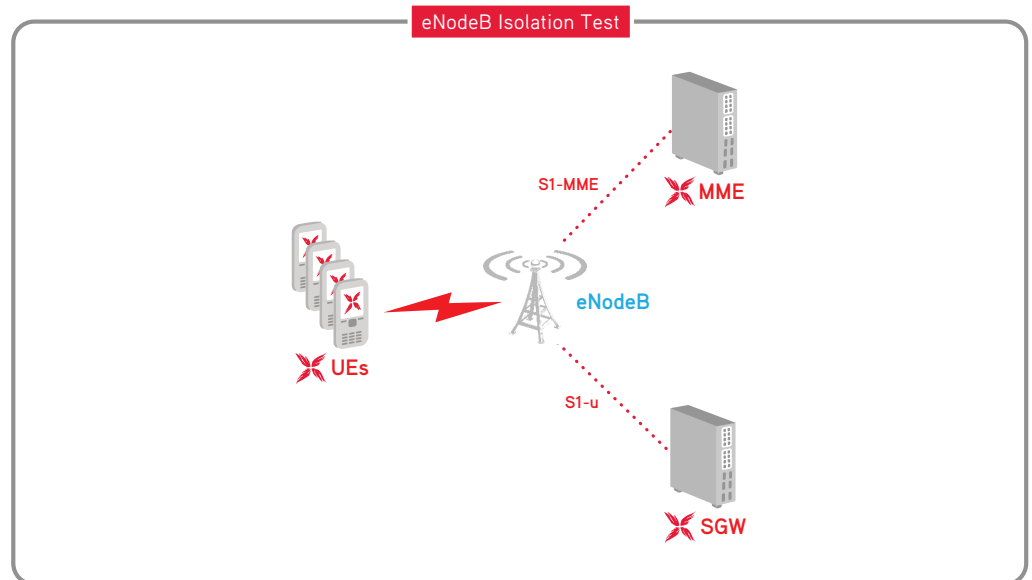 eNodeB Isolation Test
S1-MME
MME
eNodeB
UEs
S1-u
SGW